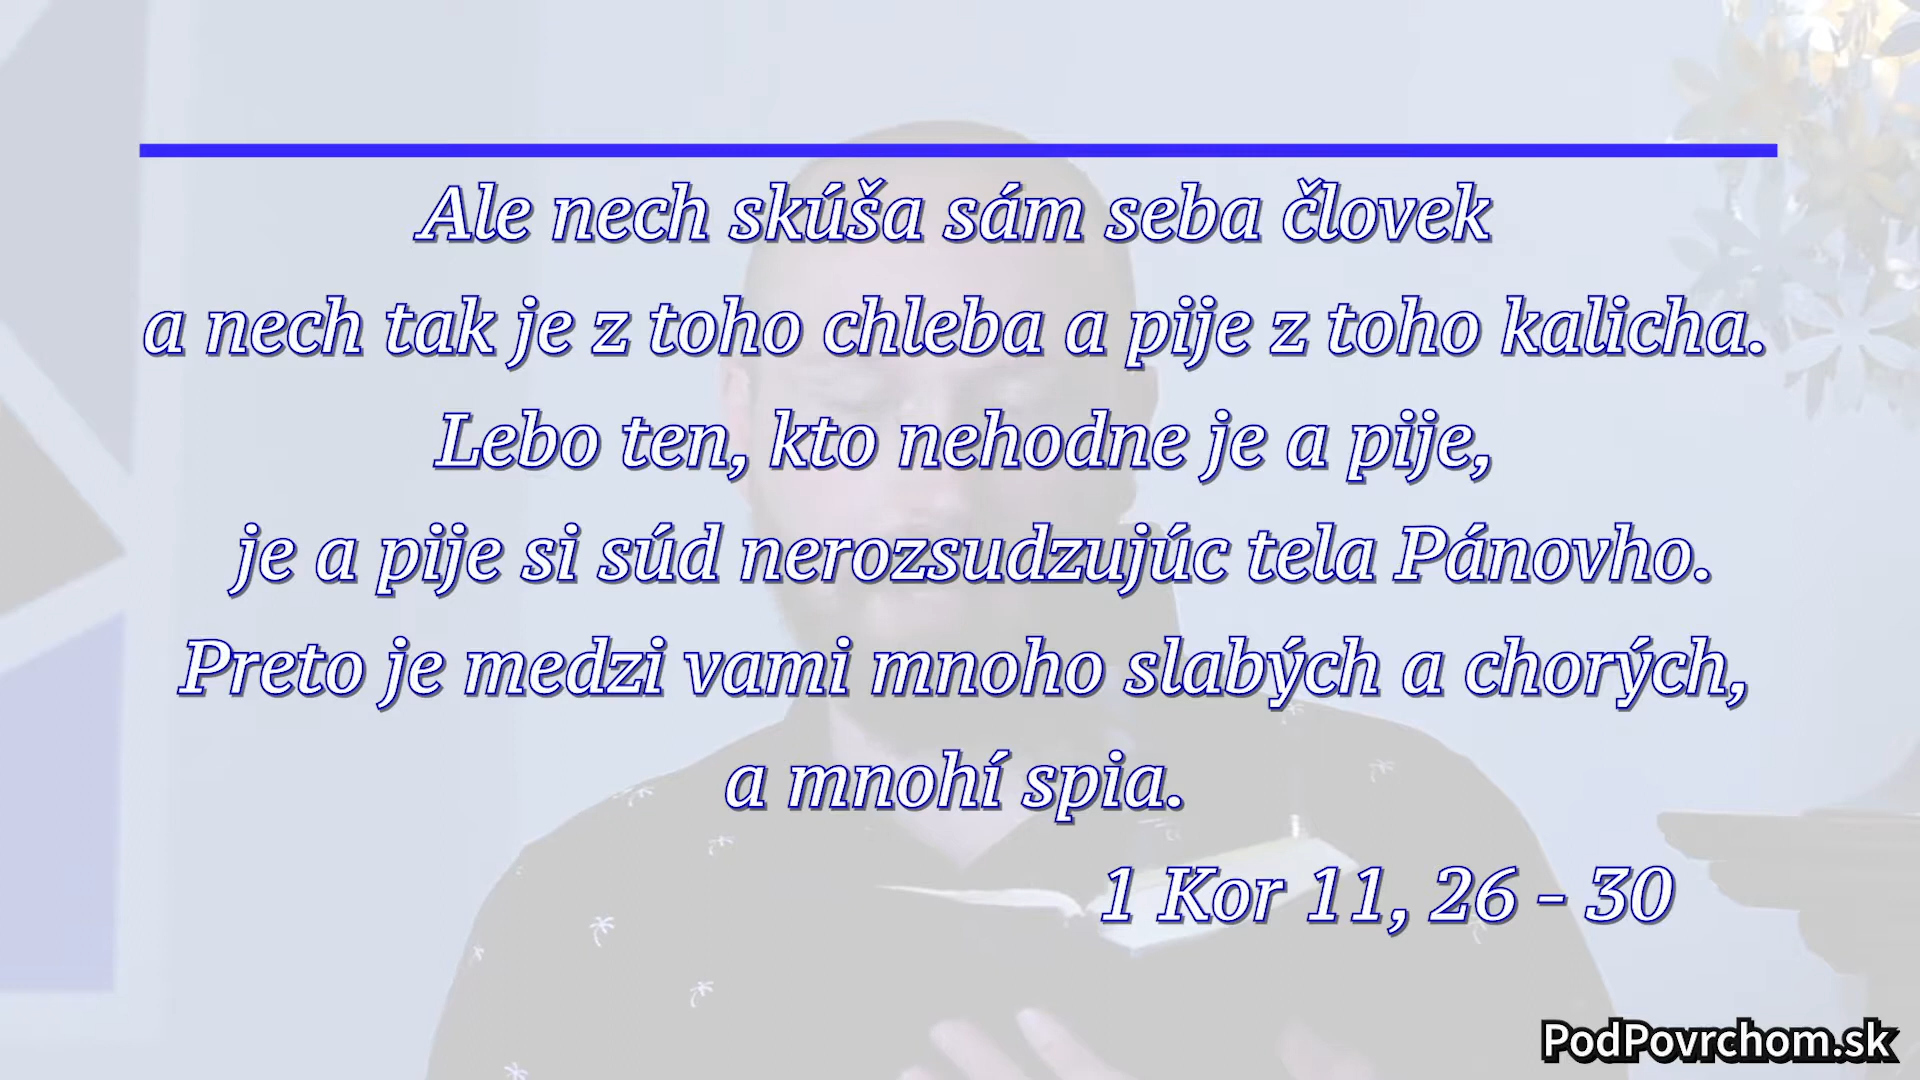 Ale nech skúša sám seba človek
a nech tak je z toho chleba a pije z toho kalicha.
Lebo ten, kto nehodne je a pije,
je a pije si súd nerozsudzujúc tela Pánovho.
Preto je medzi vami mnoho slabých a chorých,
a mnohí spia.
1 Kor 11, 26 - 30
PodPovrchom.sk